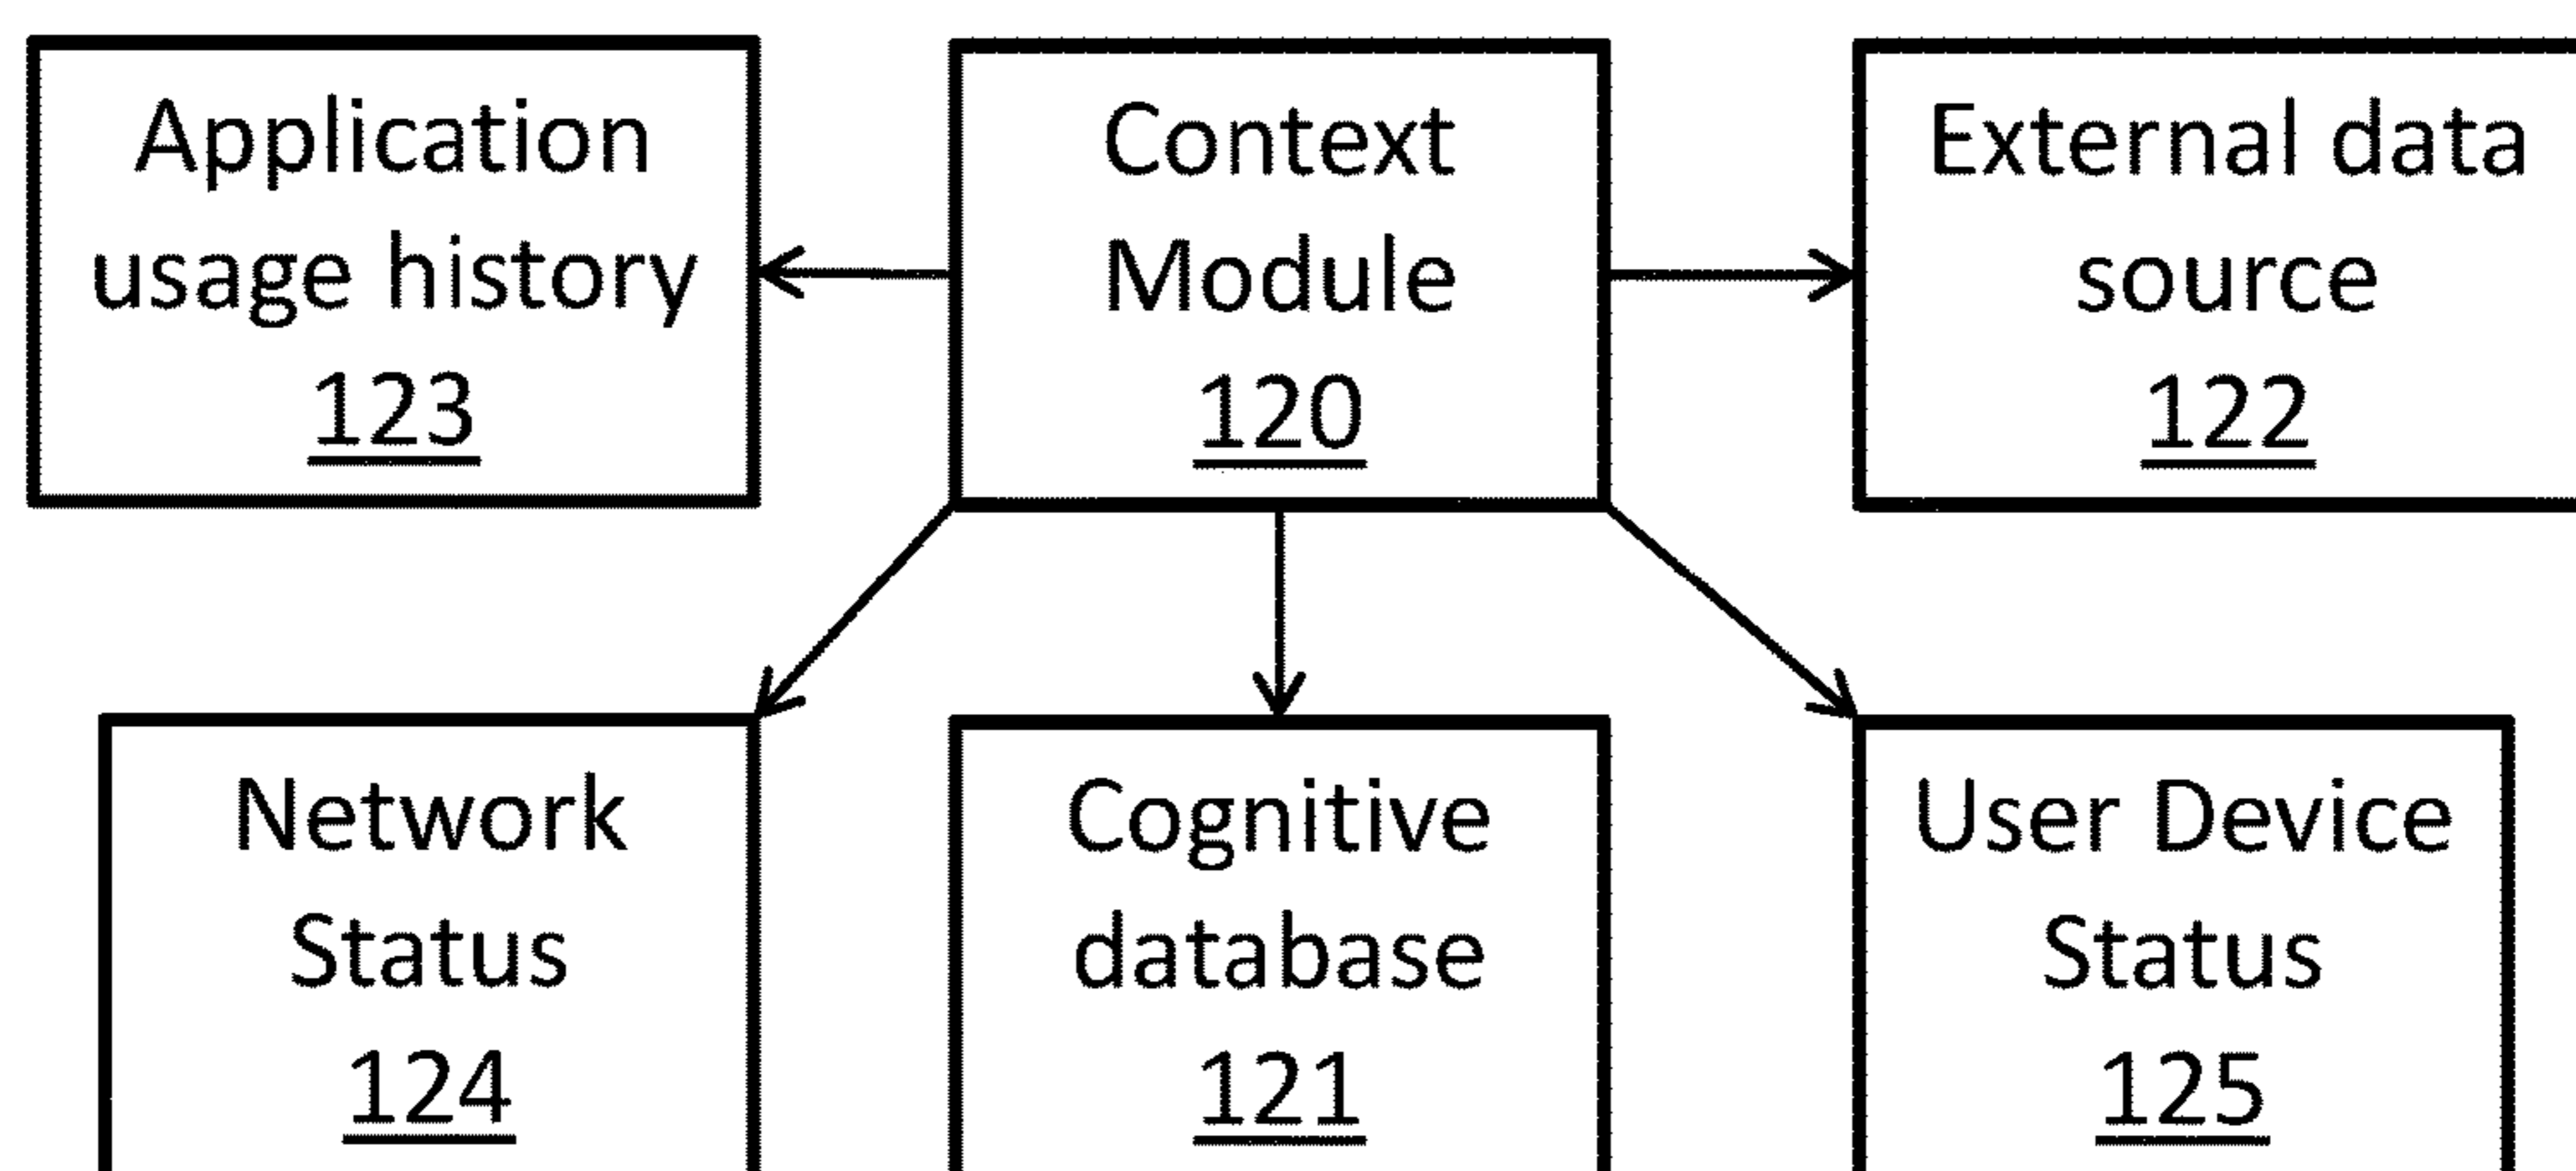 Application
usage history
123
Context
Module
120
External data
source
122
Network
Status
124
Cognitive
database
121
User Device
Status
125